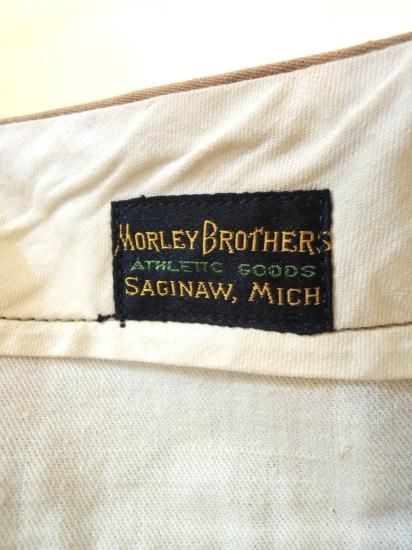 MORLEY BROTHERS
ATHLETIC GOODS
SAGINAW, MICH